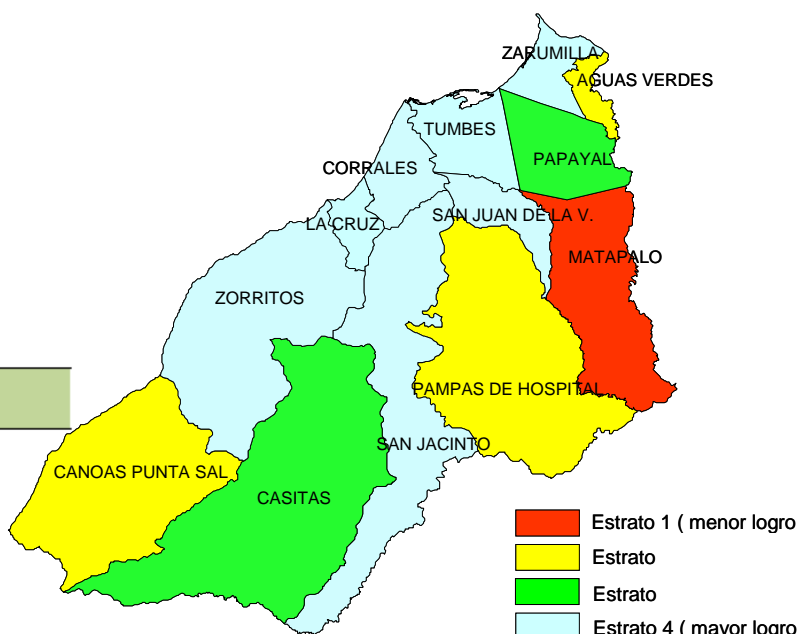 ZARUMILLA
AGUAS VERDES
TUMBES
PAPAYAL
CORRALES
SAN JUAN DE LA V.
LA CRUZ
MATAPALO
ZORRITOS
PAMPAS DE HOSPITAL
SAN JACINTO
CANOAS PUNTA SAL
CASITAS
Estrato 1 ( menor logro
Estrato
Estrato
Estrato 4 ( mayor logro